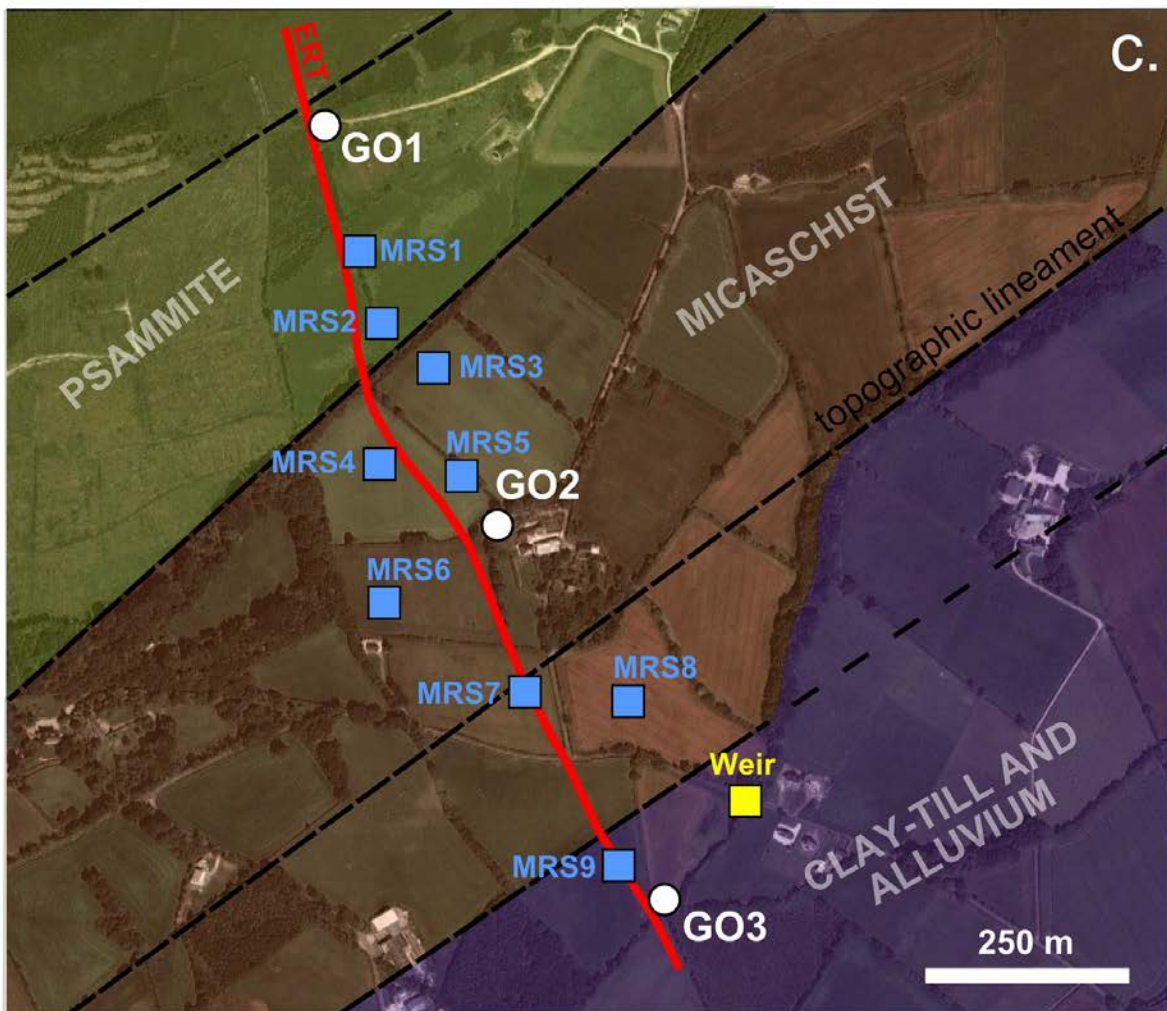 c.
ERT
GO1
MRS1
PSAMMITE
MICASCHIST
MRS2
topographic lineament
MRS3
MRS4
MRS5
GO2
MRS6
MRS7
MRS8
Weir
CLAY-TILL AND
ALLUVIUM
MRS9
GO3
250 m